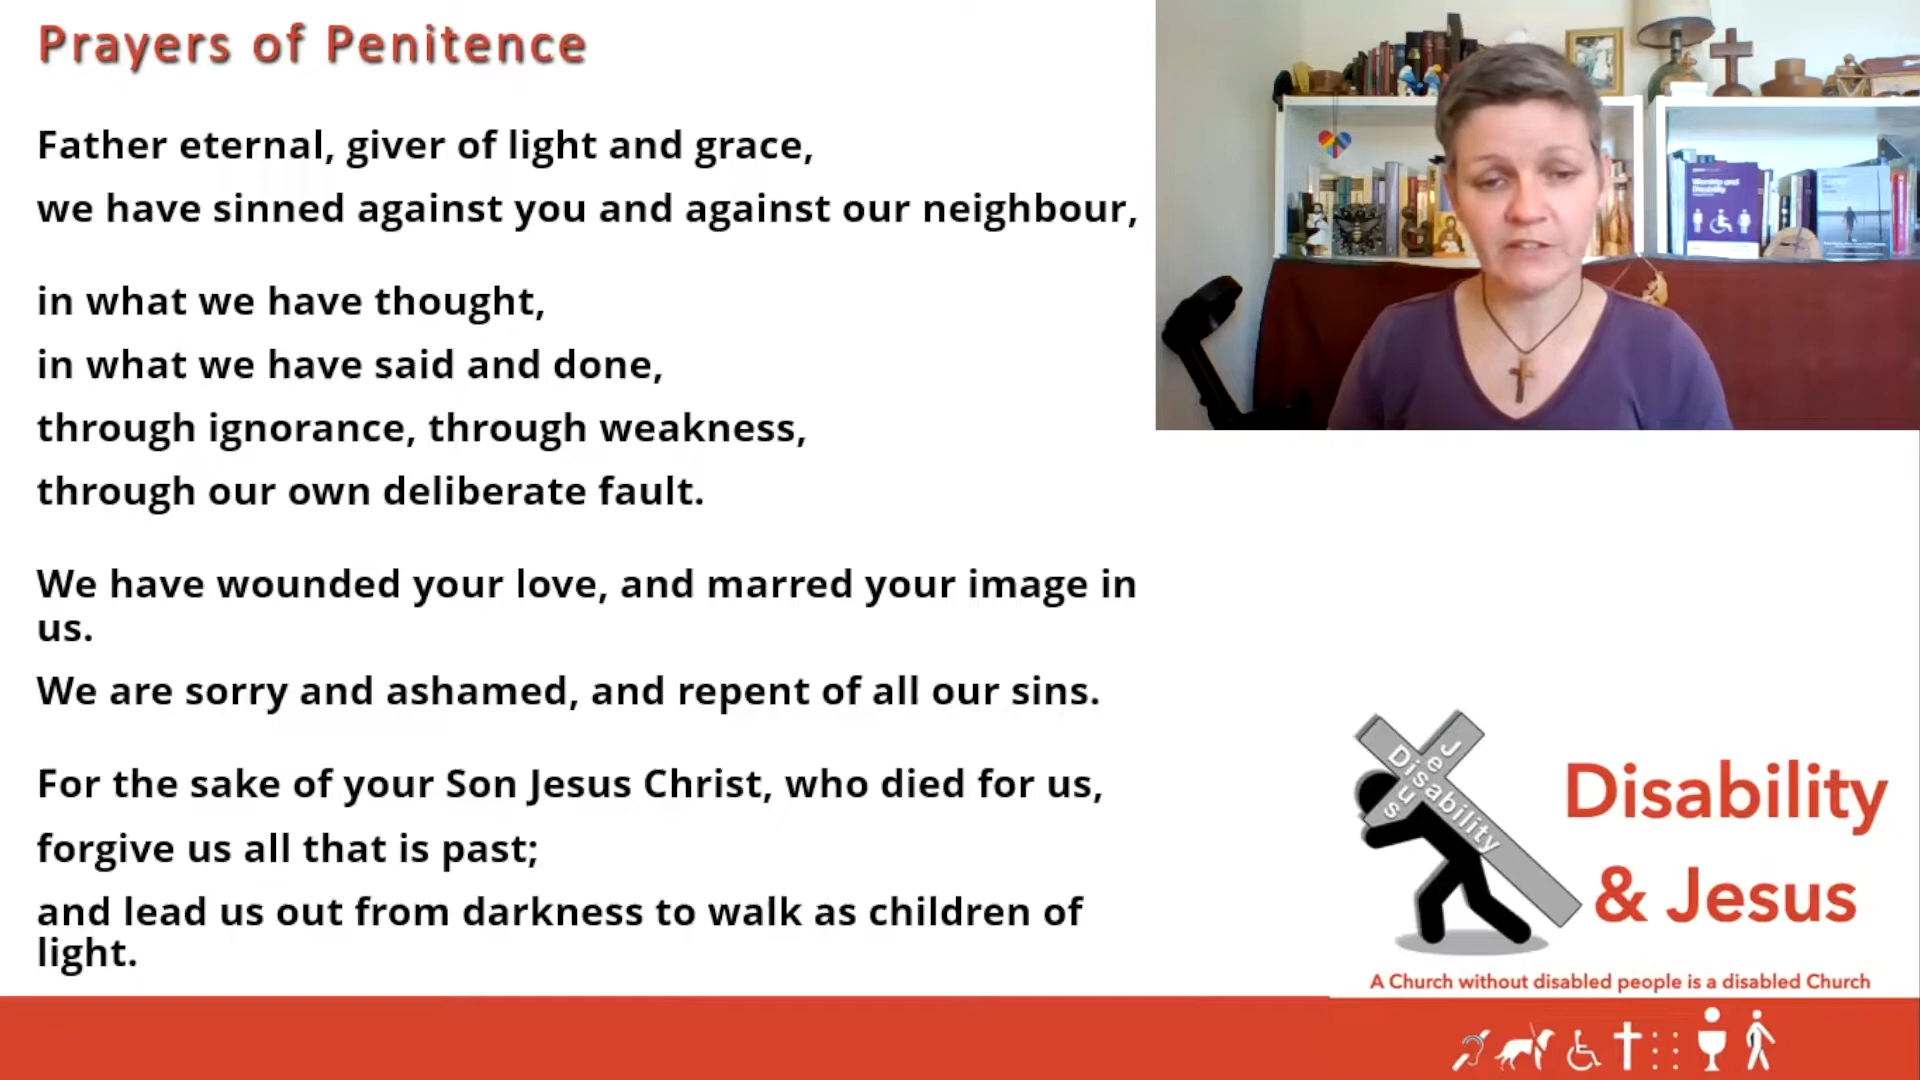 Prayers of Penitence
Father eternal, giver of light and grace,
we have sinned against you and against our neighbour,
in what we have thought,
in what we have said and done,
through ignorance, through weakness,
through our own deliberate fault.
We have wounded your love, and marred your image in
us.
We are sorry and ashamed, and repent of all our sins.
For the sake of your Son Jesus Christ, who died for us,
forgive us all that is past;
and lead us out from darkness to walk as children of
light.
Worship and
Disability
Jesus
Disability
Disability
& Jesus
A Church without disabled people is a disabled Church